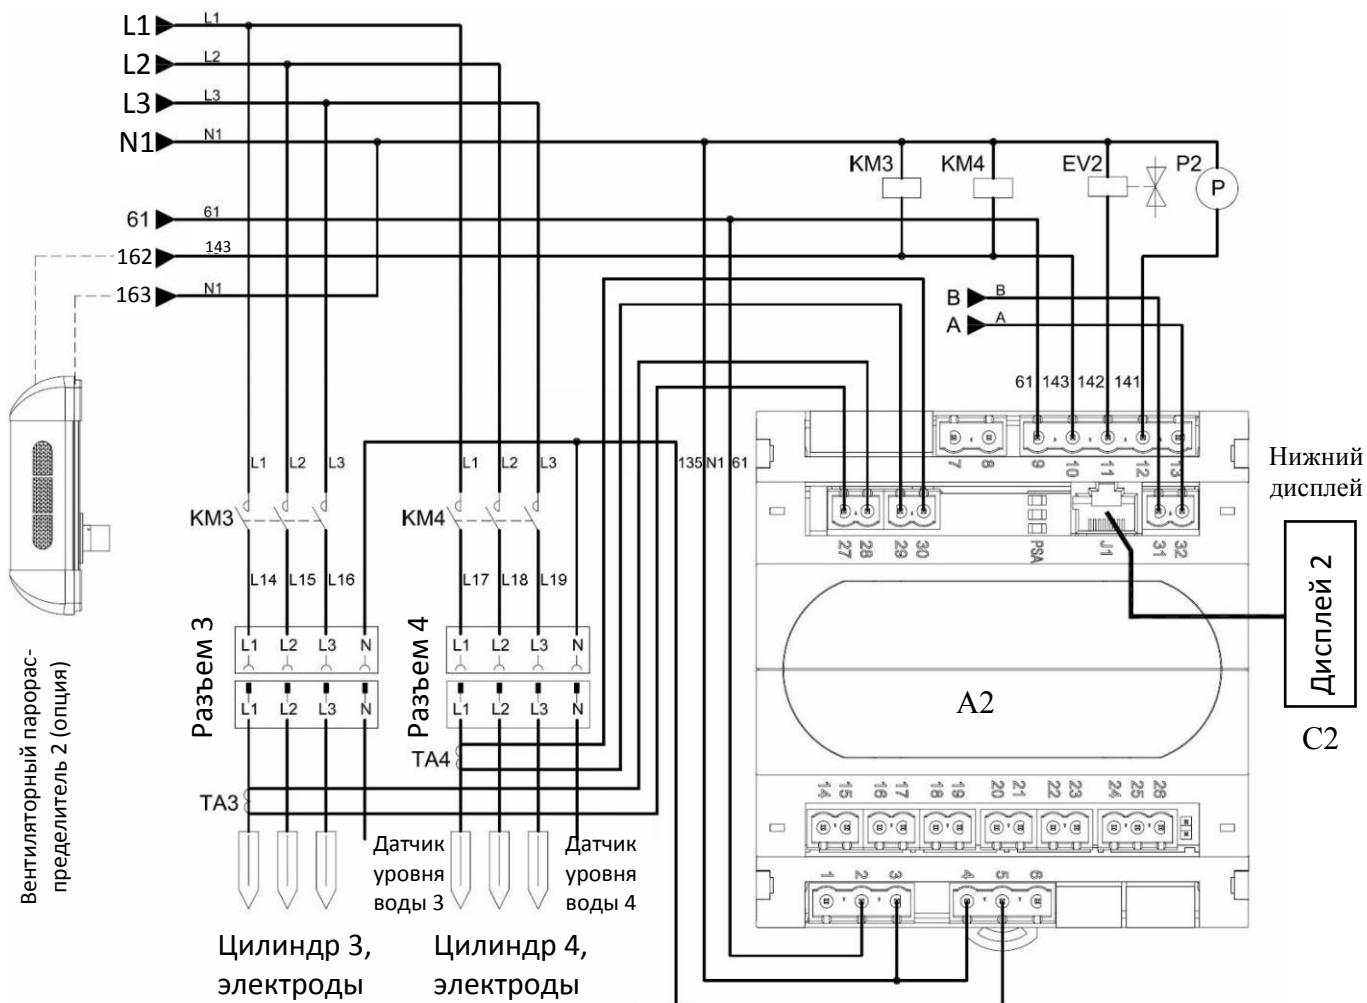 L1 L1
L2 L2
L3 L3
N1 N1
KM3 KM4 EV2 P2 P
61 61
162 143
163 N1
B B
A A
61 143 142 141
7 8 9 10 11 12 13
Нижний
дисплей
L1 L2 L3 L1 L2 L3 135 N1 61
KM3 KM4
27 28 29 30 PSA J1 31 32
L14 L15 L16 L17 L18 L19
Разъем 3
L1 L2 L3 N
L1 L2 L3 N
Разъем 4
L1 L2 L3 N
L1 L2 L3 N
A2
Дисплей 2
C2
Вентиляторный парорас-
пределитель 2 (опция)
TA4
TA3
14 15 16 17 18 19 20 21 22 23 24 25 26
Датчик
уровня
воды 3
Датчик
уровня
воды 4
1 2 3 4 5 6
Цилиндр 3,
электроды
Цилиндр 4,
электроды